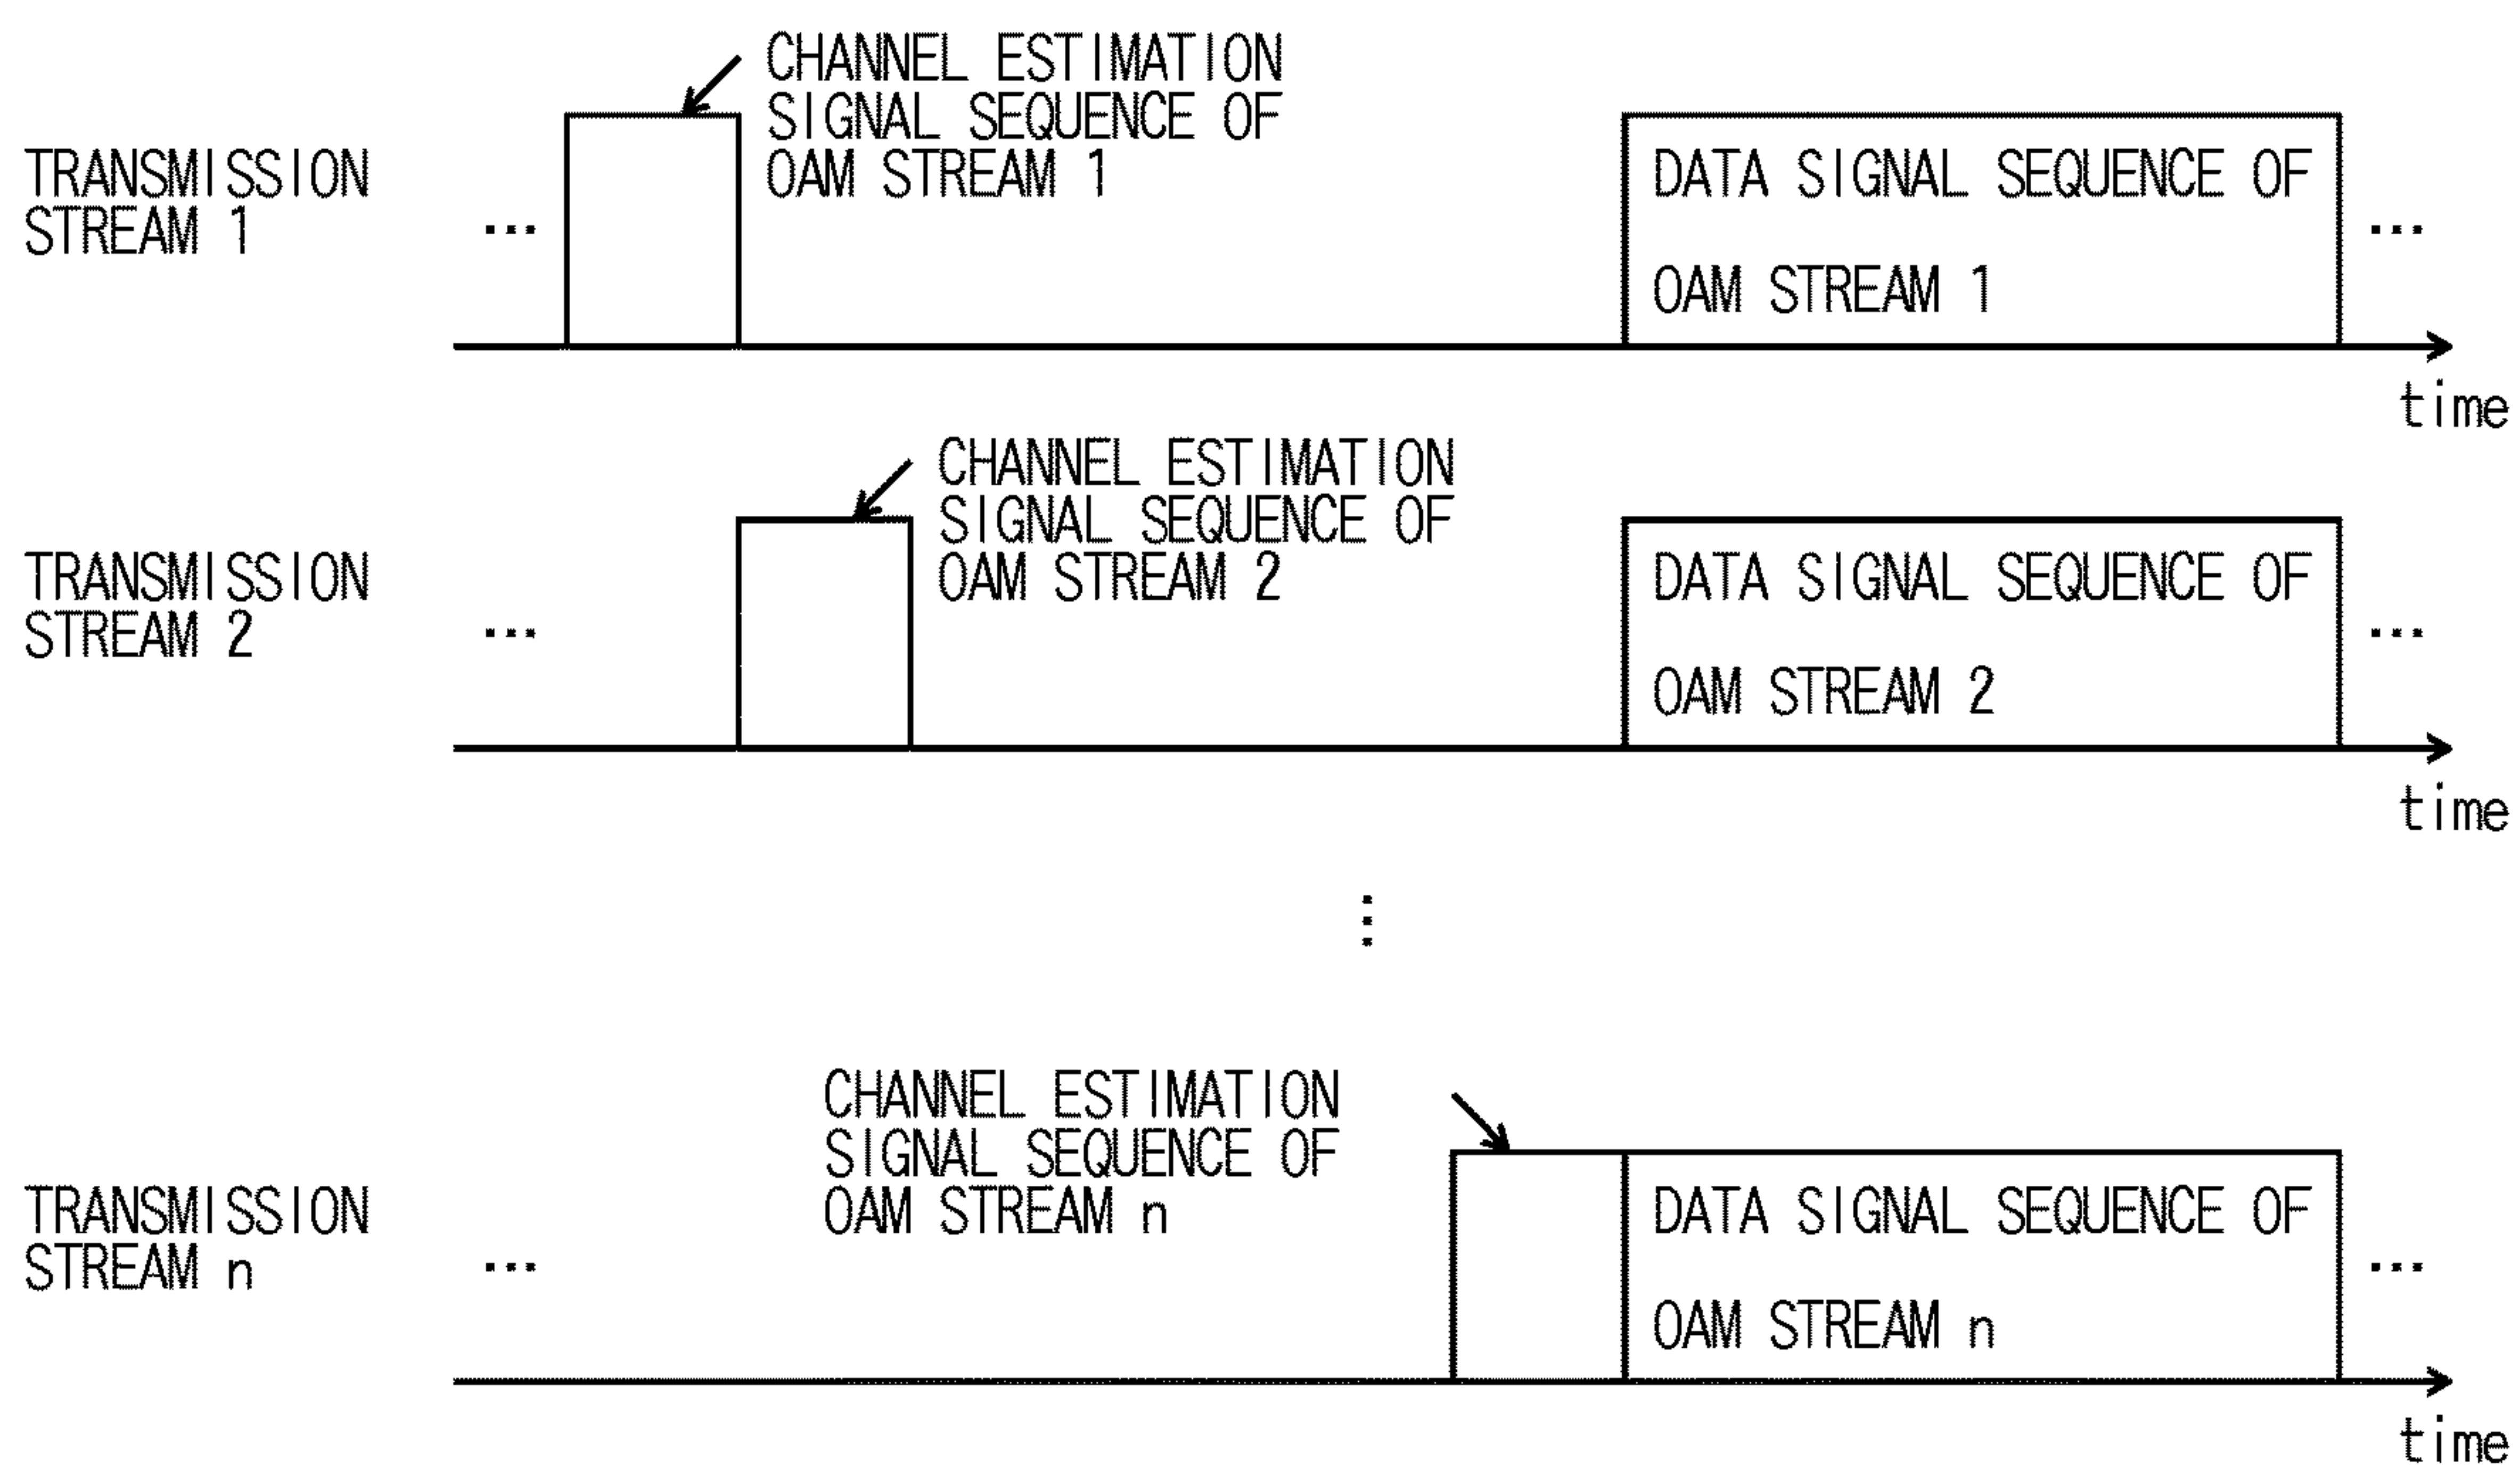 CHANNEL ESTIMATION
SIGNAL SEQUENCE OF
OAM STREAM 1
TRANSMISSION
STREAM 1
...
DATA SIGNAL SEQUENCE OF
OAM STREAM 1
...
time
CHANNEL ESTIMATION
SIGNAL SEQUENCE OF
OAM STREAM 2
TRANSMISSION
STREAM 2
...
DATA SIGNAL SEQUENCE OF
OAM STREAM 2
...
time
⋮
CHANNEL ESTIMATION
SIGNAL SEQUENCE OF
OAM STREAM n
TRANSMISSION
STREAM n
...
DATA SIGNAL SEQUENCE OF
OAM STREAM n
...
time